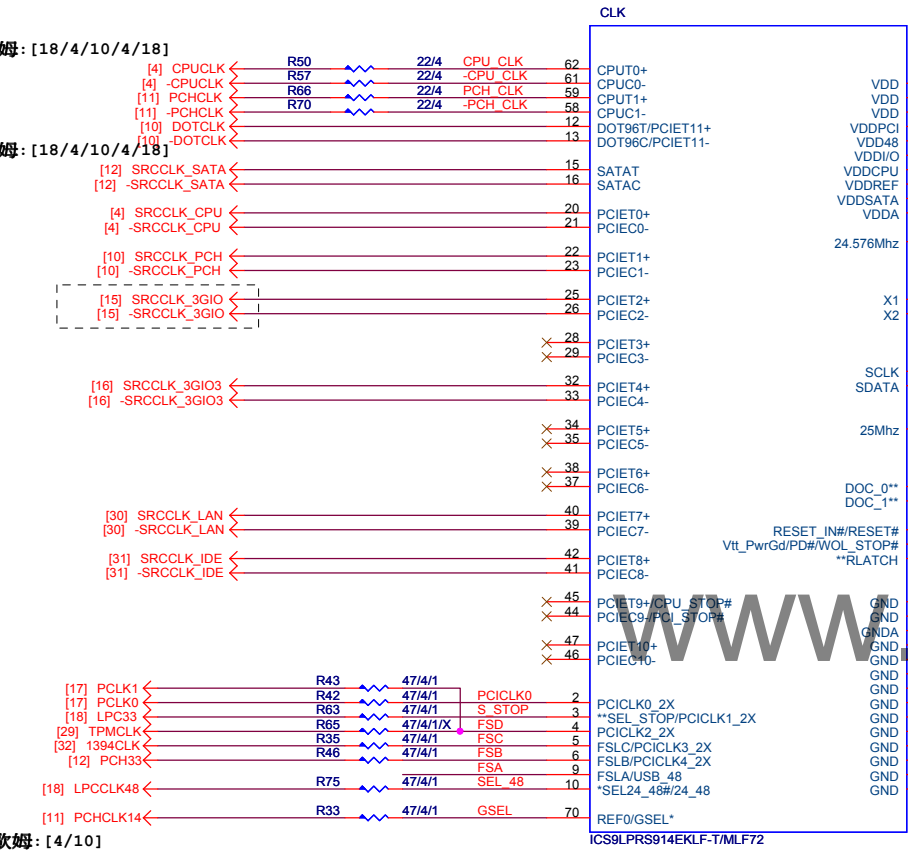 CLK
姆:[18/4/10/4/18]
[4] CPUCLK R50 22/4 CPU_CLK 62 CPUT0+
[4] -CPUCLK R57 22/4 -CPU_CLK 61 CPUC0- VDD
[11] PCHCLK R66 22/4 PCH_CLK 59 CPUT1+ VDD
[11] -PCHCLK R70 22/4 -PCH_CLK 58 CPUC1- VDD
[10] DOTCLK 12 DOT96T/PCIET11+ VDDPCI
[10] -DOTCLK 13 DOT96C/PCIET11- VDD48
姆:[18/4/10/4/18]
VDDI/O
[12] SRCCLK_SATA 15 SATAT VDDCPU
[12] -SRCCLK_SATA 16 SATAC VDDREF
VDDSATA
[4] SRCCLK_CPU 20 PCIET0+ VDDA
[4] -SRCCLK_CPU 21 PCIEC0-
24.576Mhz
[10] SRCCLK_PCH 22 PCIET1+
[10] -SRCCLK_PCH 23 PCIEC1-
[15] SRCCLK_3GIO 25 PCIET2+ X1
[15] -SRCCLK_3GIO 26 PCIEC2- X2
28 PCIET3+
29 PCIEC3-
SCLK
[16] SRCCLK_3GIO3 32 PCIET4+ SDATA
[16] -SRCCLK_3GIO3 33 PCIEC4-
34 PCIET5+ 25Mhz
35 PCIEC5-
38 PCIET6+
37 PCIEC6- DOC_0**
DOC_1**
[30] SRCCLK_LAN 40 PCIET7+
[30] -SRCCLK_LAN 39 PCIEC7- RESET_IN#/RESET#
Vtt_PwrGd/PD#/WOL_STOP#
[31] SRCCLK_IDE 42 PCIET8+ **RLATCH
[31] -SRCCLK_IDE 41 PCIEC8-
45 PCIET9+/CPU_STOP# GND
44 PCIEC9-/PCI_STOP# GND
www.
GNDA
47 PCIET10+ GND
46 PCIEC10- GND
GND
[17] PCLK1 R43 47/4/1 GND
[17] PCLK0 R42 47/4/1 PCICLK0 2 PCICLK0_2X GND
[18] LPC33 R63 47/4/1 S_STOP 3 **SEL_STOP/PCICLK1_2X GND
[29] TPMCLK R65 47/4/1/X FSD 4 PCICLK2_2X GND
[32] 1394CLK R35 47/4/1 FSC 5 FSLC/PCICLK3_2X GND
[12] PCH33 R46 47/4/1 FSB 6 FSLB/PCICLK4_2X GND
FSA 9 FSLA/USB_48 GND
[18] LPCCLK48 R75 47/4/1 SEL_48 10 *SEL24_48#/24_48 GND
[11] PCHCLK14 R33 47/4/1 GSEL 70 REF0/GSEL*
欧姆:[4/10]
ICS9LPRS914EKLF-T/MLF72